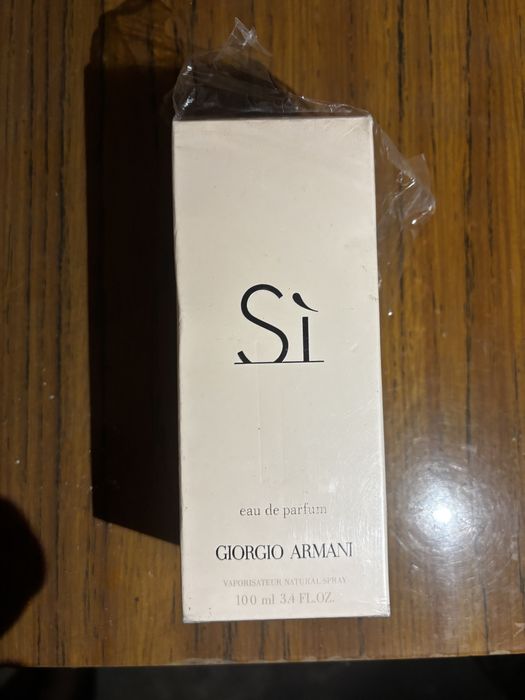 Sì
eau de parfum
GIORGIO ARMANI
VAPORISATEUR NATURAL SPRAY
100 ml 3.4 FL.OZ.